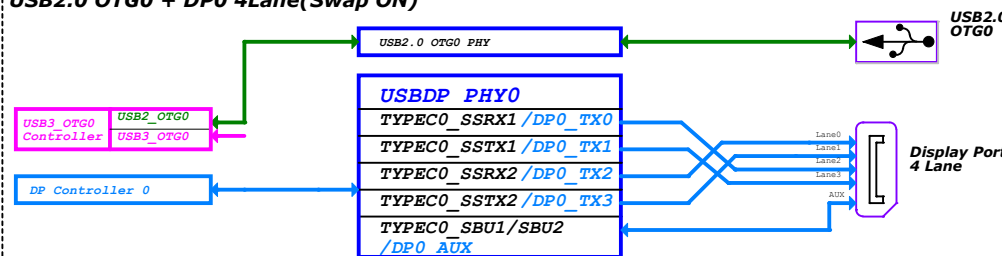 USB2.0 OTG0 + DP0 4Lane(Swap ON)
USB2.0
OTG0
USB2.0 OTG0 PHY
USBDP PHY0
USB3_OTG0
Controller
USB2_OTG0
USB3_OTG0
TYPEC0_SSRX1/DP0_TX0
TYPEC0_SSTX1/DP0_TX1
TYPEC0_SSRX2/DP0_TX2
TYPEC0_SSTX2/DP0_TX3
TYPEC0_SBU1/SBU2
/DP0_AUX
DP Controller 0
Lane0
Lane1
Lane2
Lane3
AUX
Display Port
4 Lane